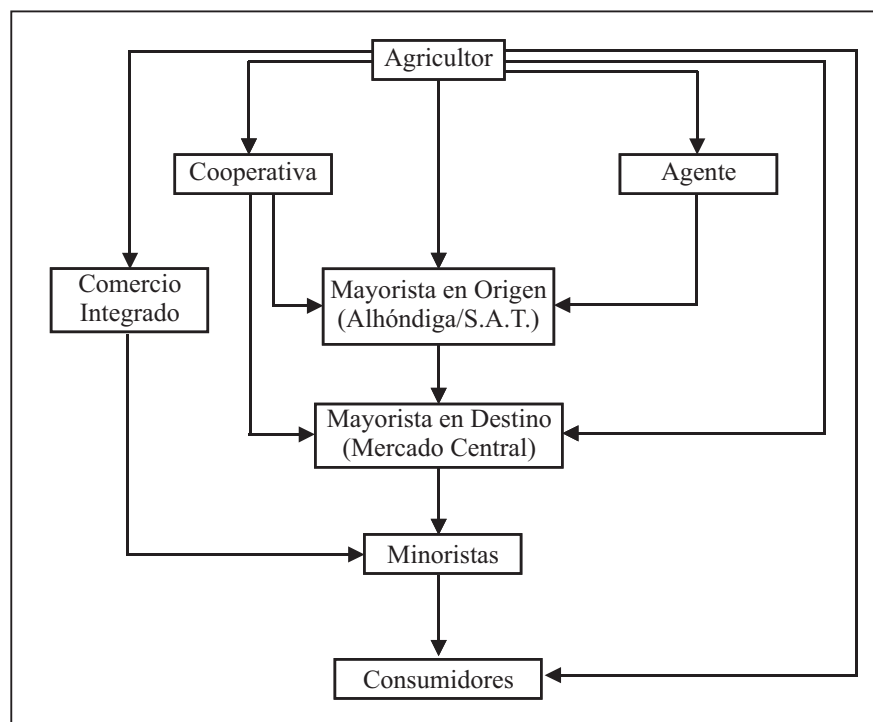 Agricultor
Cooperativa
Agente
Comercio
Integrado
Mayorista en Origen
(Alhóndiga/S.A.T.)
Mayorista en Destino
(Mercado Central)
Minoristas
Consumidores